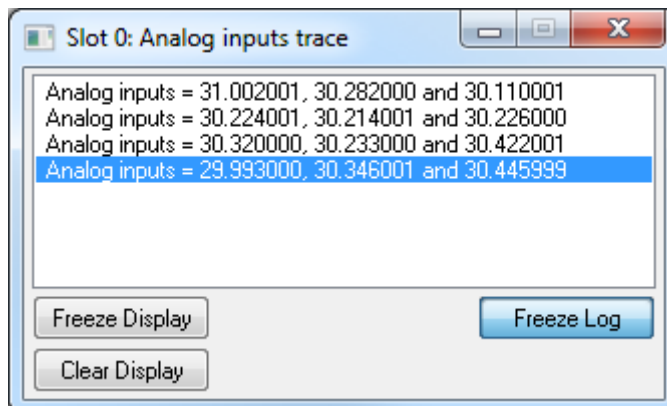 Slot 0: Analog inputs trace
Analog inputs = 31.002001, 30.282000 and 30.110001
Analog inputs = 30.224001, 30.214001 and 30.226000
Analog inputs = 30.320000, 30.233000 and 30.422001
Analog inputs = 29.993000, 30.346001 and 30.445999
Freeze Display
Freeze Log
Clear Display